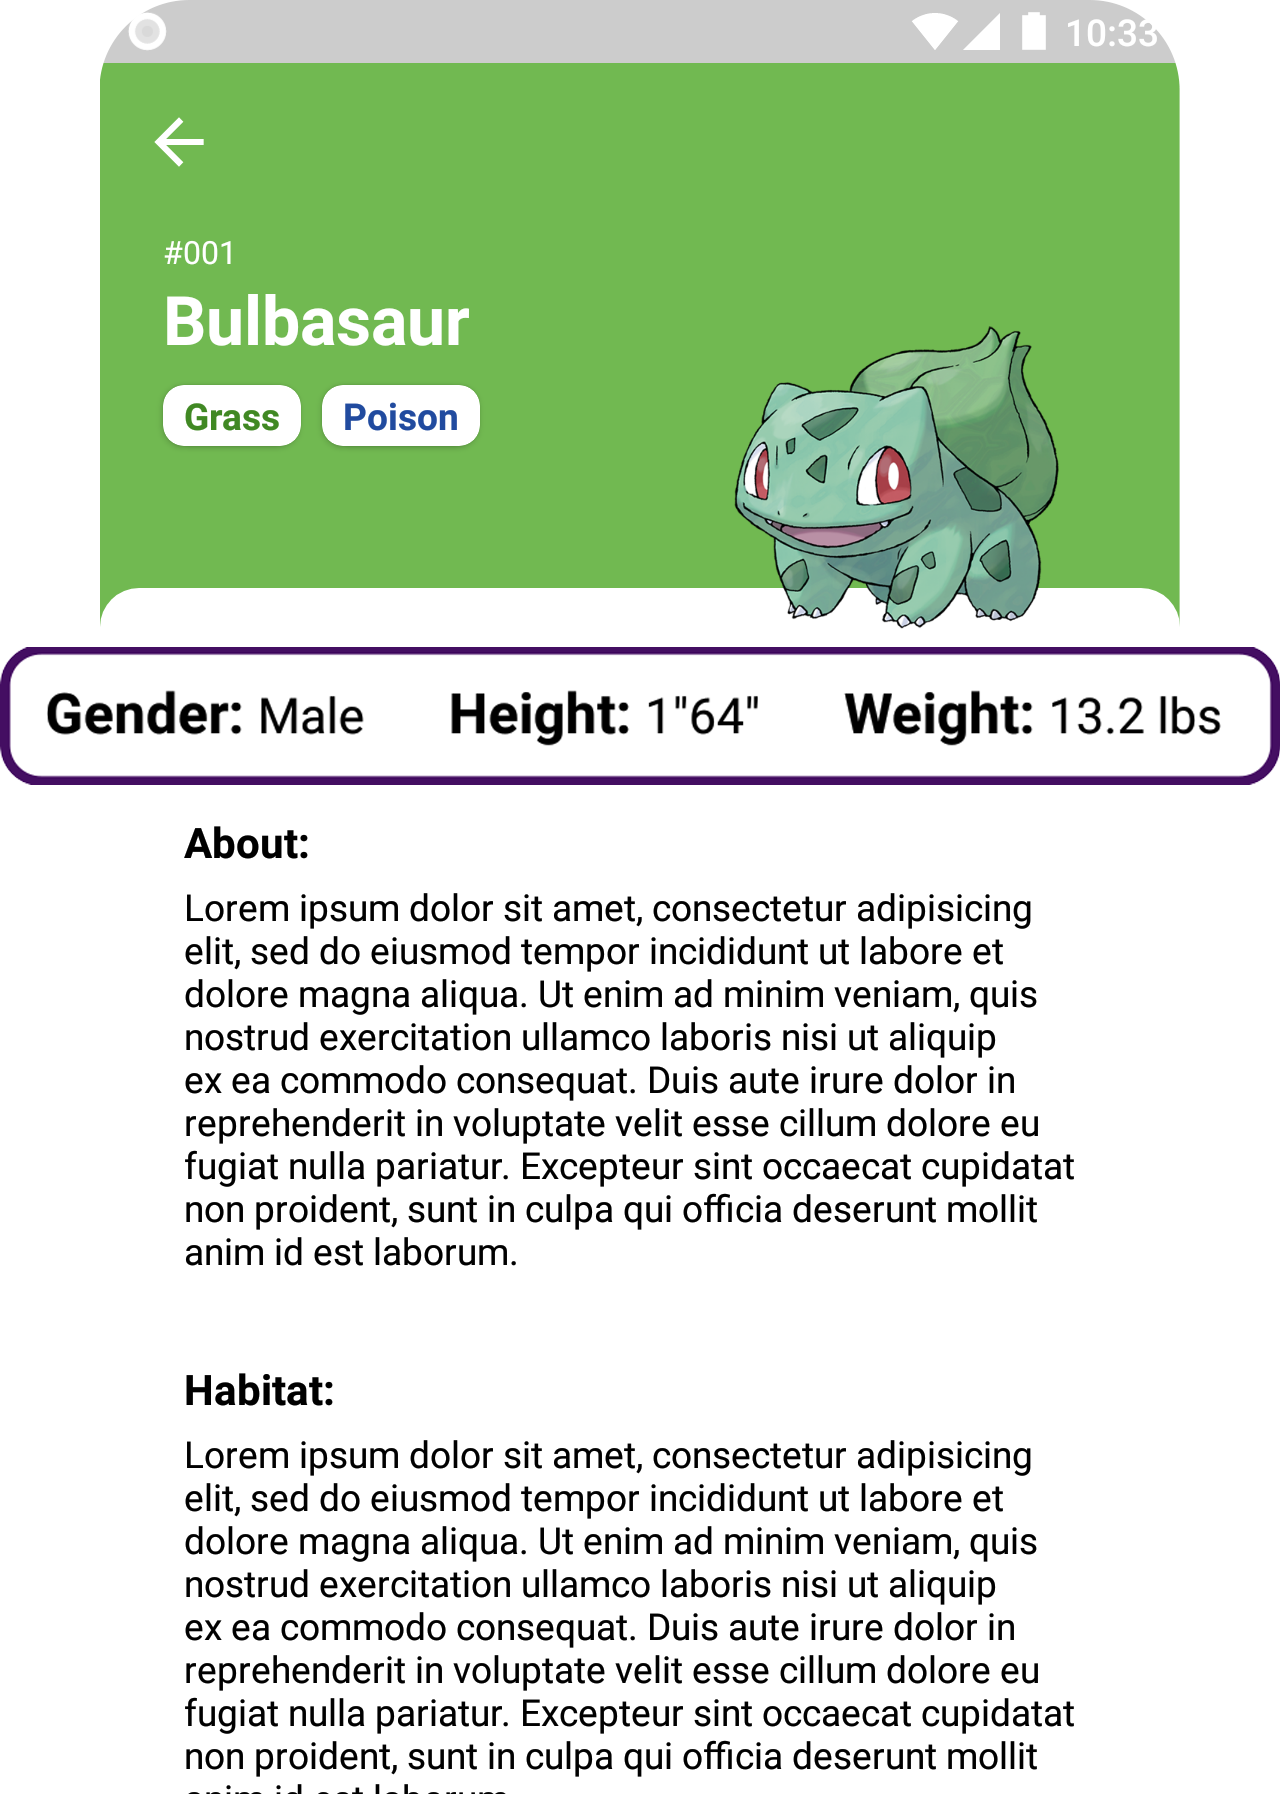 10:33
#001
Bulbasaur
Grass Poison
Gender: Male Height: 1"64" Weight: 13.2 lbs
About:
Lorem ipsum dolor sit amet, consectetur adipisicing
elit, sed do eiusmod tempor incididunt ut labore et
dolore magna aliqua. Ut enim ad minim veniam, quis
nostrud exercitation ullamco laboris nisi ut aliquip
ex ea commodo consequat. Duis aute irure dolor in
reprehenderit in voluptate velit esse cillum dolore eu
fugiat nulla pariatur. Excepteur sint occaecat cupidatat
non proident, sunt in culpa qui officia deserunt mollit
anim id est laborum.
Habitat:
Lorem ipsum dolor sit amet, consectetur adipisicing
elit, sed do eiusmod tempor incididunt ut labore et
dolore magna aliqua. Ut enim ad minim veniam, quis
nostrud exercitation ullamco laboris nisi ut aliquip
ex ea commodo consequat. Duis aute irure dolor in
reprehenderit in voluptate velit esse cillum dolore eu
fugiat nulla pariatur. Excepteur sint occaecat cupidatat
non proident, sunt in culpa qui officia deserunt mollit